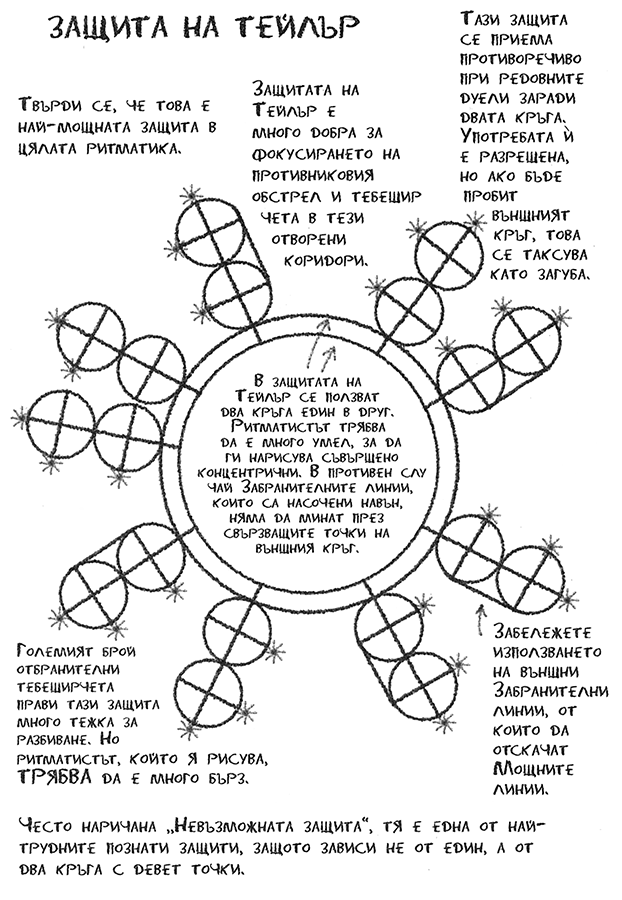 ЗАЩИТА НА ТЕЙЛЪР
Твърди се, че това е
най-мощната защита в
цялата ритматика.
Защитата на
Тейлър е
много добра за
фокусирането на
противниковия
обстрел и тебешир
чета в тези
отворени
коридори.
Тази защита
се приема
противоречиво
при редовните
дуели заради
двата кръга.
Употребата ѝ
е разрешена,
но ако бъде
пробит
външният
кръг, това
се таксува
като загуба.
В защитата на
Тейлър се ползват
два кръга един в друг.
Ритматистът трябва
да е много умел, за да
ги нарисува съвършено
концентрични. В противен слу
чай Забранителните линии,
които са насочени навън,
няма да минат през
свързващите точки на
външния кръг.
Големият брой
отбранителни
тебеширчета
прави тази защита
много тежка за
разбиване. Но
ритматистът, който я рисува,
ТРЯБВА да е много бърз.
Забележете
използването
на външни
Забранителни
линии, от
които да
отскачат
Мощните
линии.
Често наричана „Невъзможната защита“, тя е една от най-
трудните познати защити, защото зависи не от един, а от
два кръга с девет точки.